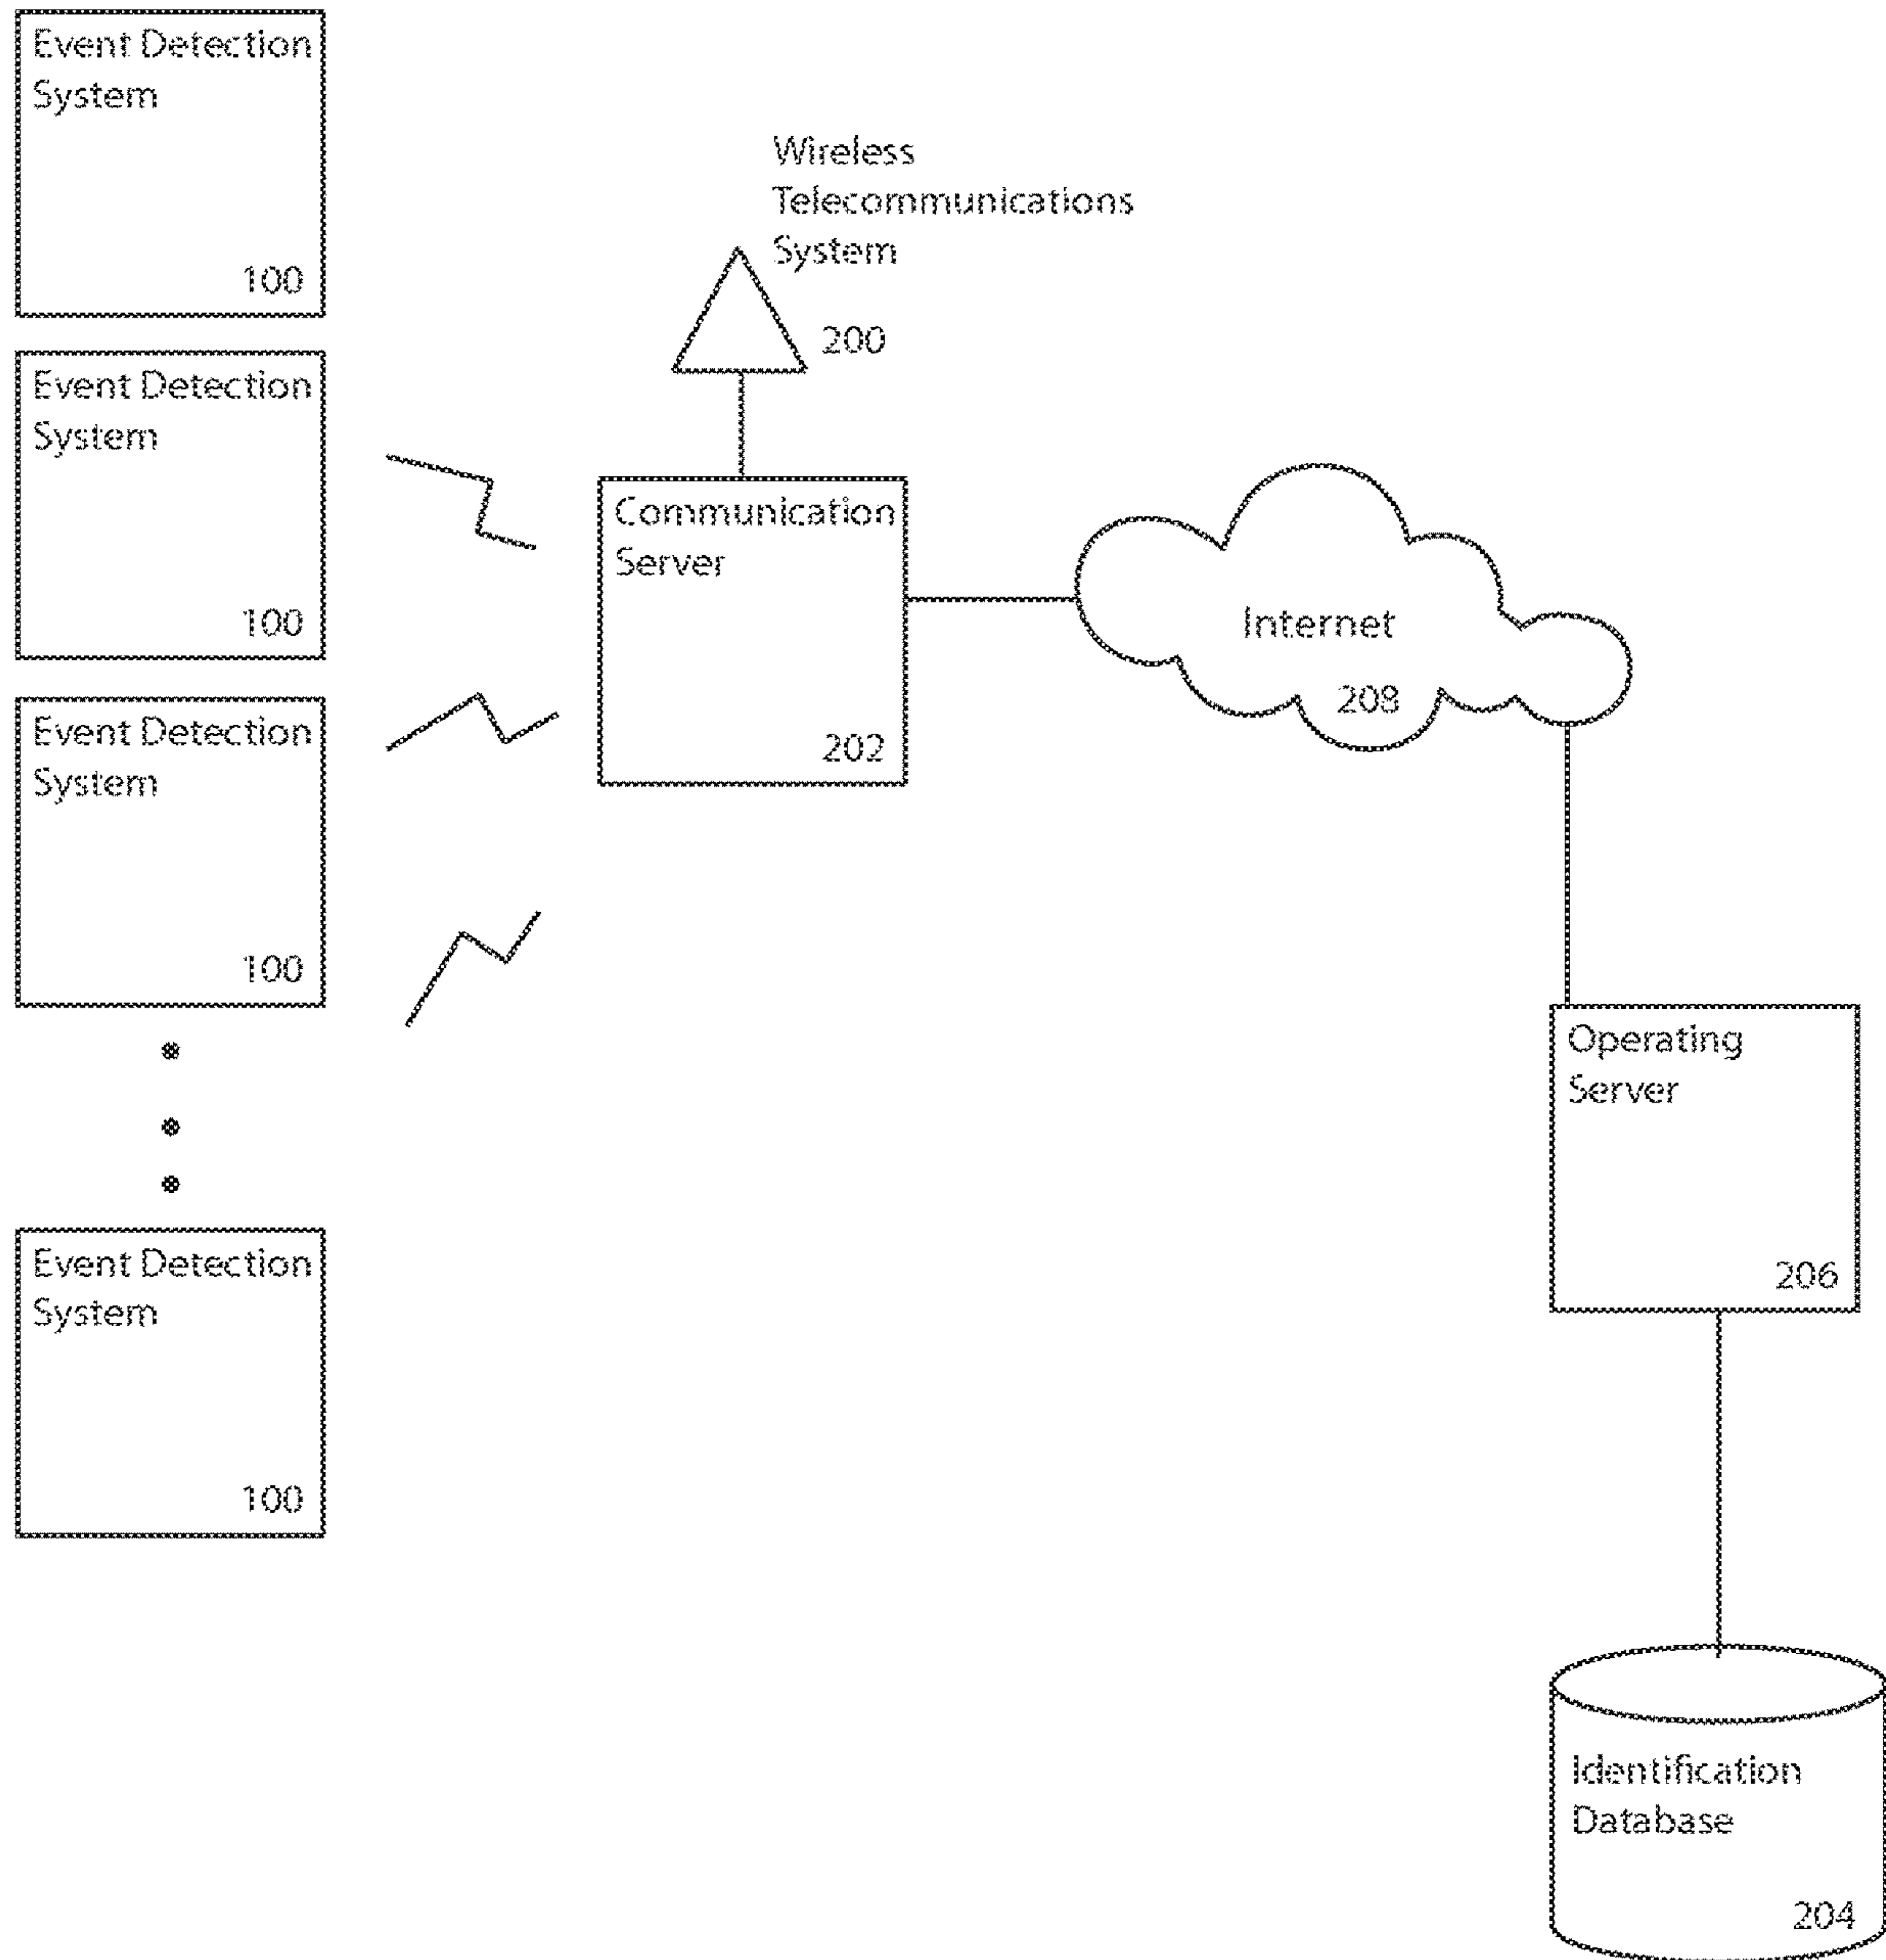 Event Detection
System
100
Event Detection
System
100
Event Detection
System
100
Event Detection
System
100
Wireless
Telecommunications
System
200
Communication
Server
202
Internet
208
Operating
Server
206
Identification
Database
204